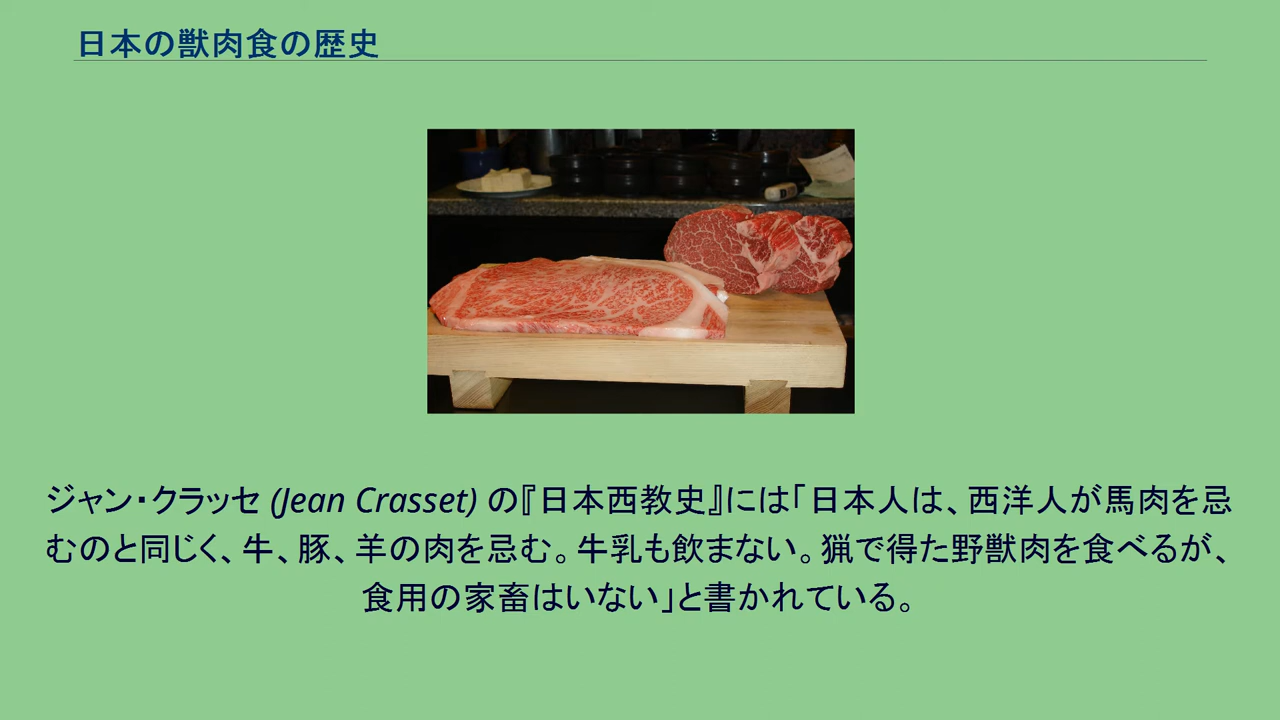 日本の獣肉食の歴史
ジャン・クラッセ (Jean Crasset) の『日本西教史』には「日本人は、西洋人が馬肉を忌
むのと同じく、牛、豚、羊の肉を忌む。牛乳も飲まない。猟で得た野獣肉を食べるが、
食用の家畜はいない」と書かれている。